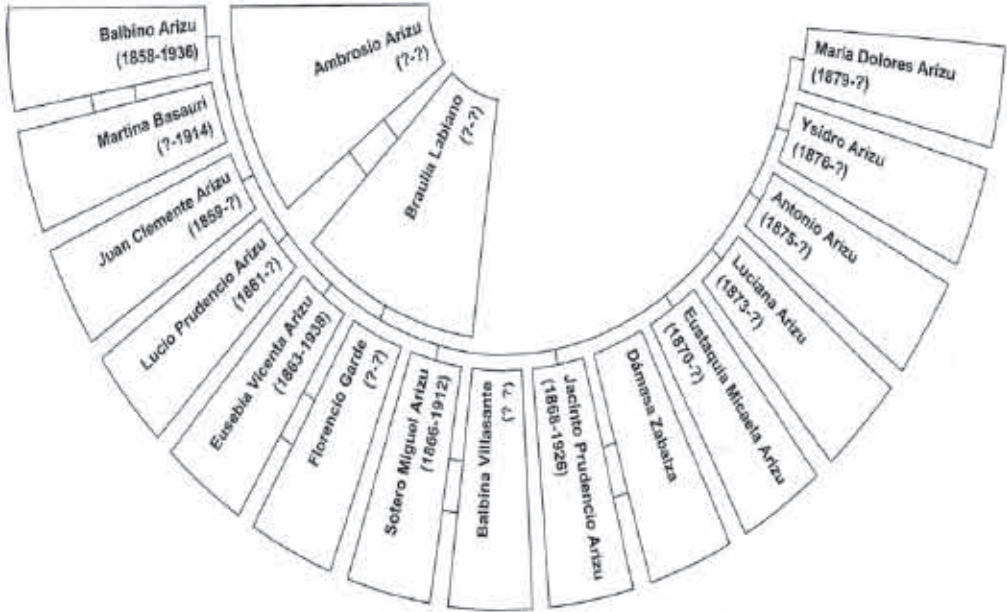 Balbino Arizu
(1858-1936)
Martina Basauri
(?-1914)
Juan Clemente Arizu
(1859-?)
Lucio Prudencio Arizu
(1861-?)
Eusebia Vicenta Arizu
(1863-1938)
Florencio Garde
(?-?)
Sotero Miguel Arizu
(1866-1912)
Balbina Villasante
(?-?)
Jacinto Prudencio Arizu
(1868-1926)
Dámasa Zabalza
Eustaquia Micaela Arizu
(1870-?)
Luciana Arizu
(1873-?)
Antonio Arizu
(1875-?)
Ysidro Arizu
(1876-?)
María Dolores Arizu
(1879-?)
Ambrosio Arizu
(?-?)
Braulia Labiano
(?-?)